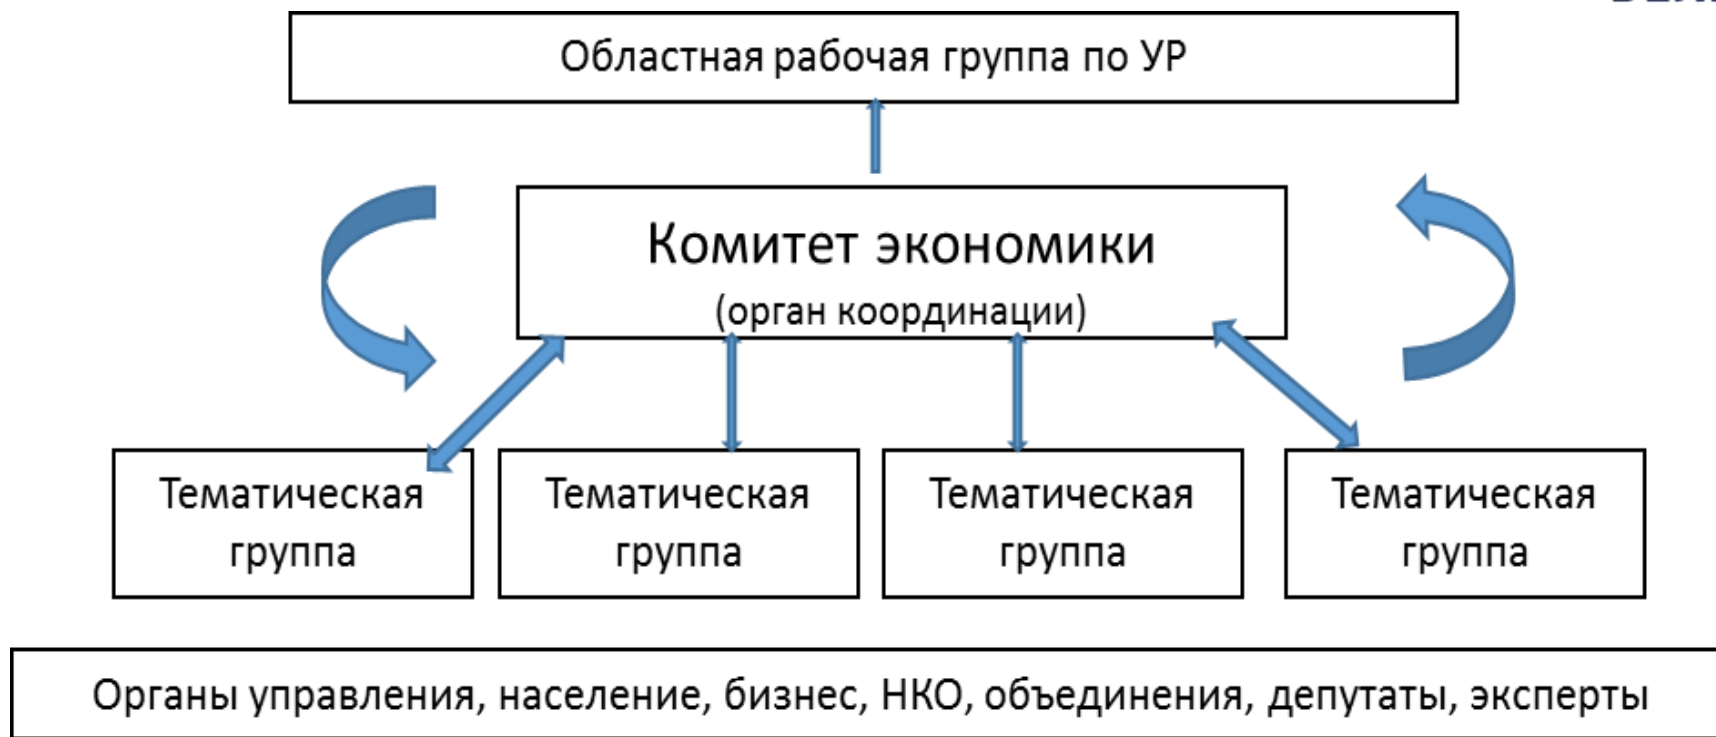 Областная рабочая группа по УР
Комитет экономики
(орган координации)
Тематическая
группа
Тематическая
группа
Тематическая
группа
Тематическая
группа
Органы управления, население, бизнес, НКО, объединения, депутаты, эксперты